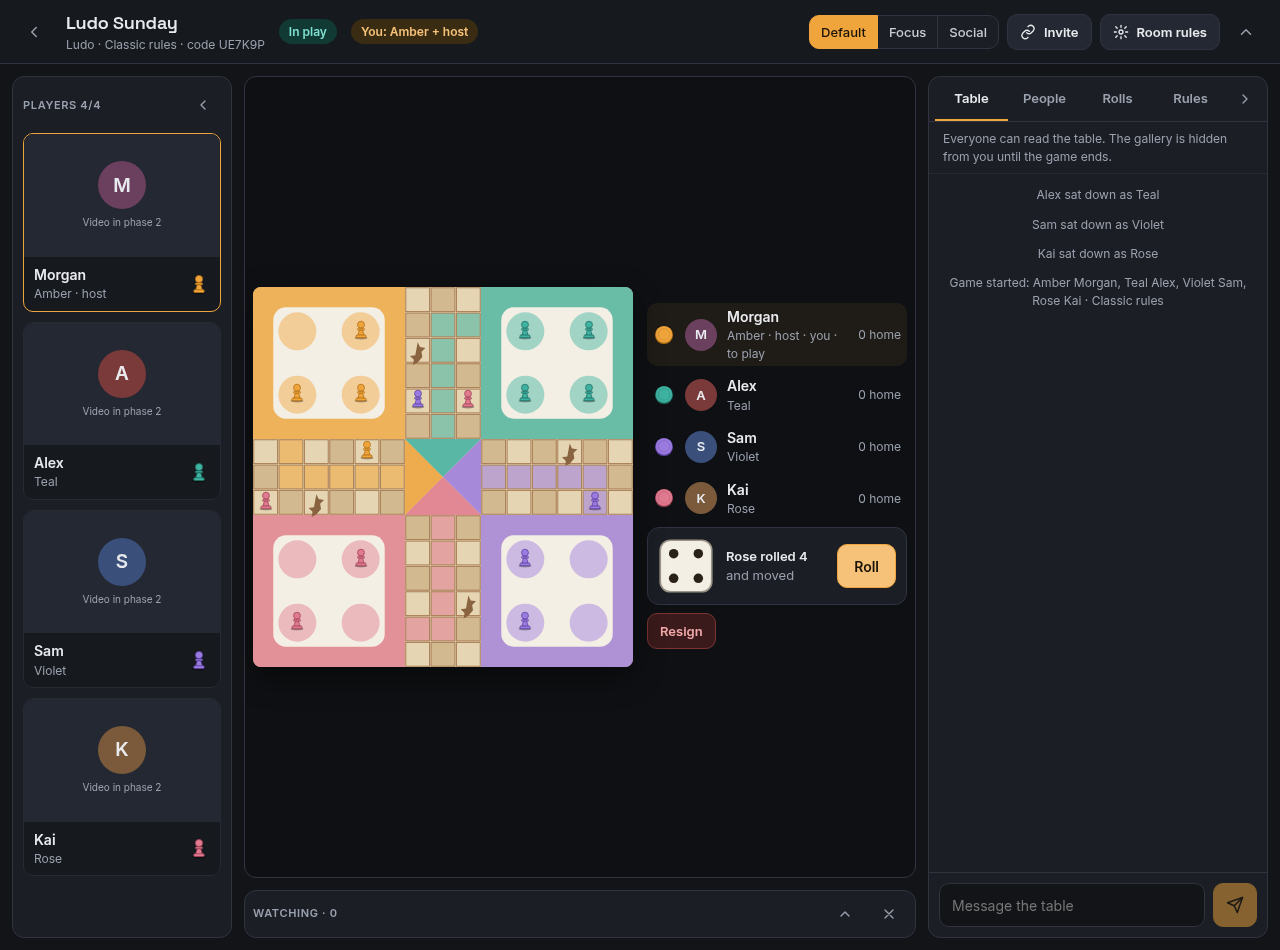 Ludo Sunday
Ludo · Classic rules · code UE7K9P
In play
You: Amber + host
Default
Focus
Social
Invite
Room rules
PLAYERS 4/4
M
Video in phase 2
Morgan
Amber · host
A
Video in phase 2
Alex
Teal
S
Video in phase 2
Sam
Violet
K
Video in phase 2
Kai
Rose
M
Morgan
Amber · host · you ·
to play
0 home
A
Alex
Teal
0 home
S
Sam
Violet
0 home
K
Kai
Rose
0 home
Rose rolled 4
and moved
Roll
Resign
WATCHING · 0
Table
People
Rolls
Rules
Everyone can read the table. The gallery is hidden
from you until the game ends.
Alex sat down as Teal
Sam sat down as Violet
Kai sat down as Rose
Game started: Amber Morgan, Teal Alex, Violet Sam,
Rose Kai · Classic rules
Message the table